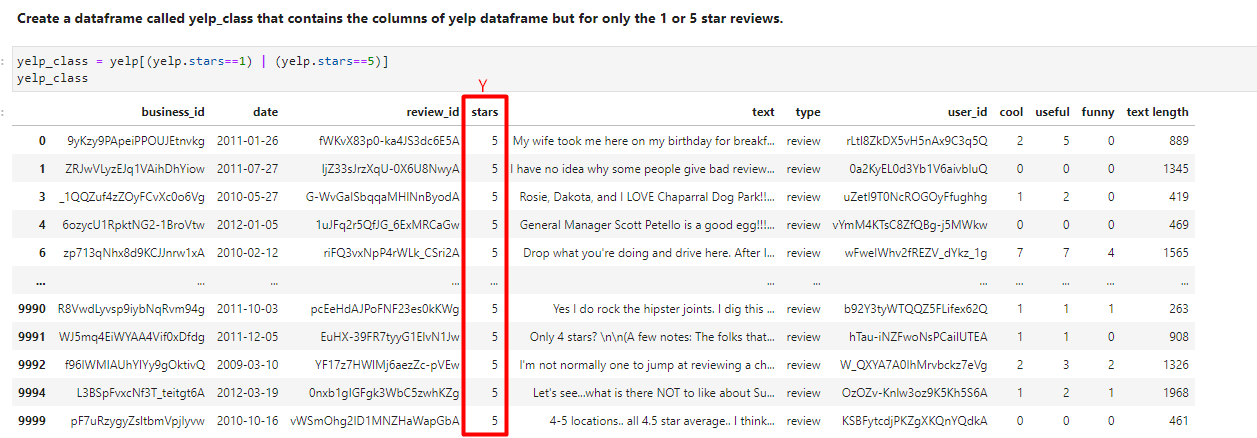 Create a dataframe called yelp_class that contains the columns of yelp dataframe but for only the 1 or 5 star reviews.
yelp_class = yelp[(yelp.stars==1) | (yelp.stars==5)]
yelp_class
Y
business_id date review_id stars text type user_id cool useful funny text length
0 9yKzy9PApeiPPOUJEtnvkg 2011-01-26 fWKvX83p0-ka4JS3dc6E5A 5 My wife took me here on my birthday for breakf... review rLtl8ZkDX5vH5nAx9C3q5Q 2 5 0 889
1 ZRJwVLyzEJq1VAihDhYiow 2011-07-27 IjZ33sJrzXqU-0X6U8NwyA 5 I have no idea why some people give bad review... review 0a2KyEL0d3Yb1V6aivbIuQ 0 0 0 1345
3 _1QQZuf4zZOyFCvXc0o6Vg 2010-05-27 G-WvGaISbqqaMHlNnByodA 5 Rosie, Dakota, and I LOVE Chaparral Dog Park!!... review uZetl9T0NcROGOyFfughhg 1 2 0 419
4 6ozycU1RpktNG2-1BroVtw 2012-01-05 1uJFq2r5QfJG_6ExMRCaGw 5 General Manager Scott Petello is a good egg!!!... review vYmM4KTsC8ZfQBg-j5MWkw 0 0 0 469
6 zp713qNhx8d9KCJJnrw1xA 2010-02-12 riFQ3vxNpP4rWLk_CSri2A 5 Drop what you're doing and drive here. After I... review wFweIWhv2fREZV_dYkz_1g 7 7 4 1565
... ... ... ... ... ... ... ... ... ... ... ...
9990 R8VwdLyvsp9iybNqRvm94g 2011-10-03 pcEeHdAJPoFNF23es0kKWg 5 Yes I do rock the hipster joints. I dig this ... review b92Y3tyWTQQZ5FLifex62Q 1 1 1 263
9991 WJ5mq4EiWYAA4Vif0xDfdg 2011-12-05 EuHX-39FR7tyyG1ElvN1Jw 5 Only 4 stars? \n\n(A few notes: The folks that... review hTau-iNZFwoNsPCaiIUTEA 1 1 0 908
9992 f96lWMIAUhYIYy9gOktivQ 2009-03-10 YF17z7HWlMj6aezZc-pVEw 5 I'm not normally one to jump at reviewing a ch... review W_QXYA7A0IhMrvbckz7eVg 2 3 2 1326
9994 L3BSpFvxcNf3T_teitgt6A 2012-03-19 0nxb1gIGFgk3WbC5zwhKZg 5 Let's see...what is there NOT to like about Su... review OzOZv-Knlw3oz9K5Kh5S6A 1 2 1 1968
9999 pF7uRzygyZsltbmVpjIyvw 2010-10-16 vWSmOhg2ID1MNZHaWapGbA 5 4-5 locations.. all 4.5 star average.. I think... review KSBFytcdjPKZgXKQnYQdkA 0 0 0 461